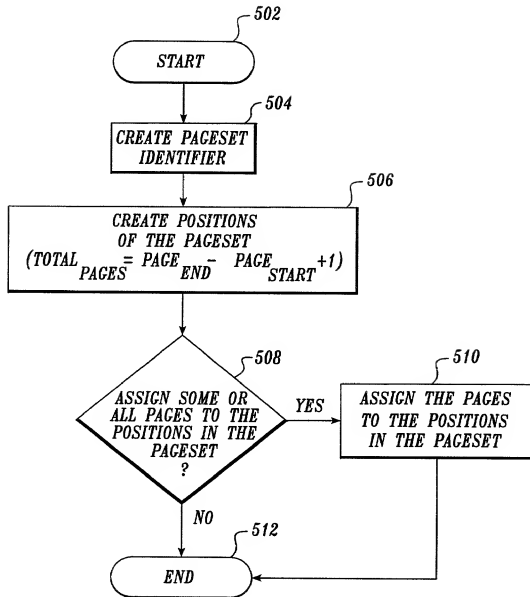 502
START
504
CREATE PAGESET
IDENTIFIER
506
CREATE POSITIONS
OF THE PAGESET
(TOTAL PAGES = PAGE END - PAGE START +1)
508
ASSIGN SOME OR
ALL PAGES TO THE
POSITIONS IN THE
PAGESET
?
YES
510
ASSIGN THE PAGES
TO THE POSITIONS
IN THE PAGESET
NO
512
END